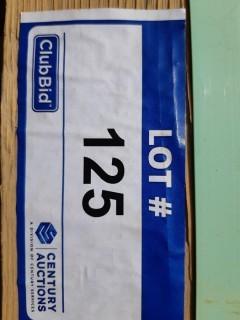 LOT #
125
ClubBid
CENTURY
AUCTIONS
A DIVISION OF CENTURY SERVICES